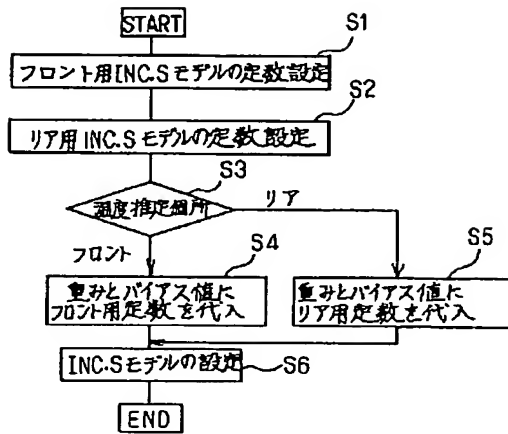 START
S1
フロント用INC.Sモデルの定数設定
S2
リア用INC.Sモデルの定数設定
S3
温度推定個所
リア
フロント
S4
重みとバイアス値に
フロント用定数を代入
S5
重みとバイアス値に
リア用定数を代入
INC.Sモデルの設定
S6
END